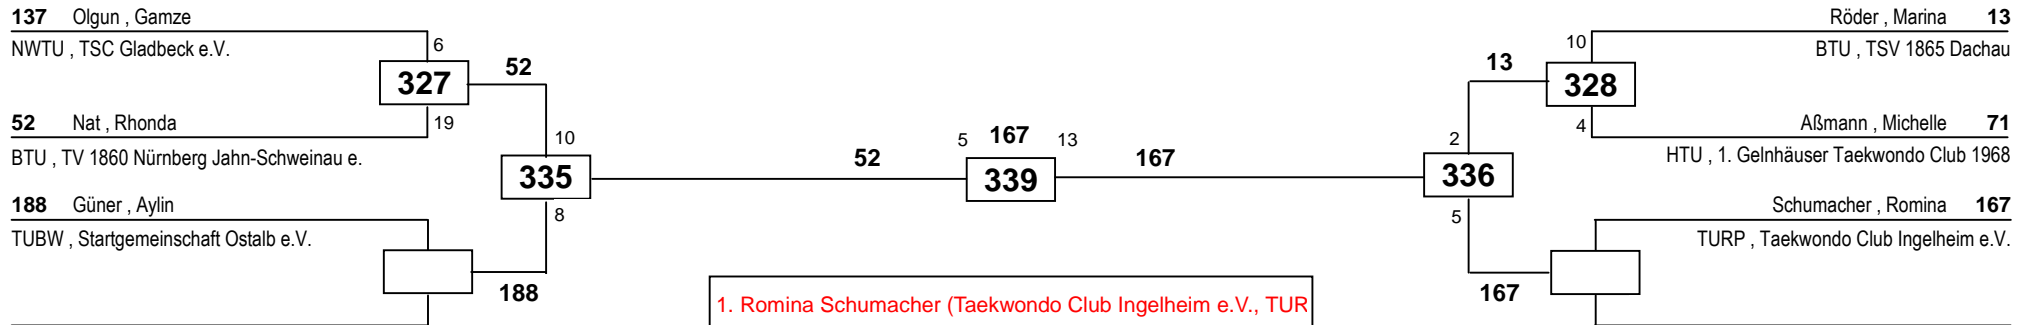 137 Olgun , Gamze
NWTU , TSC Gladbeck e.V.
6
327
52
19
52 Nat , Rhonda
BTU , TV 1860 Nürnberg Jahn-Schweinau e.
10
335
8
188 Güner , Aylin
TUBW , Startgemeinschaft Ostalb e.V.
188
52
5 167 13
339
167
1. Romina Schumacher (Taekwondo Club Ingelheim e.V., TUR
Röder , Marina 13
BTU , TSV 1865 Dachau
10
13
328
4
Aßmann , Michelle 71
HTU , 1. Gelnhäuser Taekwondo Club 1968
2
336
5
Schumacher , Romina 167
TURP , Taekwondo Club Ingelheim e.V.
167